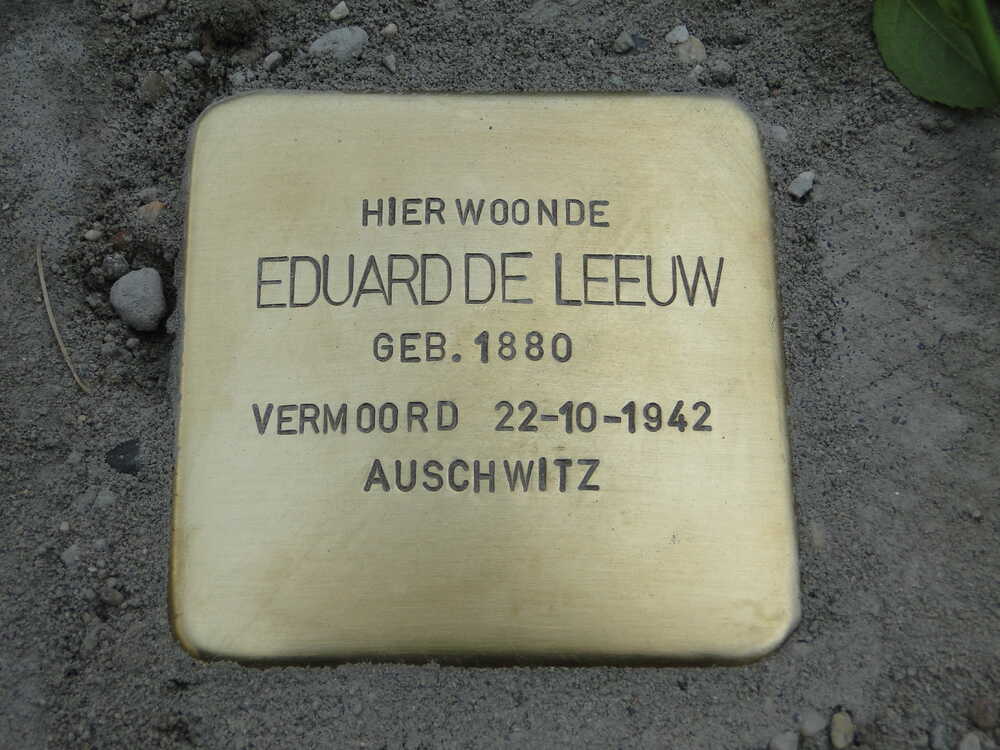 HIER WOONDE
EDUARD DE LEEUW
GEB. 1880
VERMOORD 22-10-1942
AUSCHWITZ